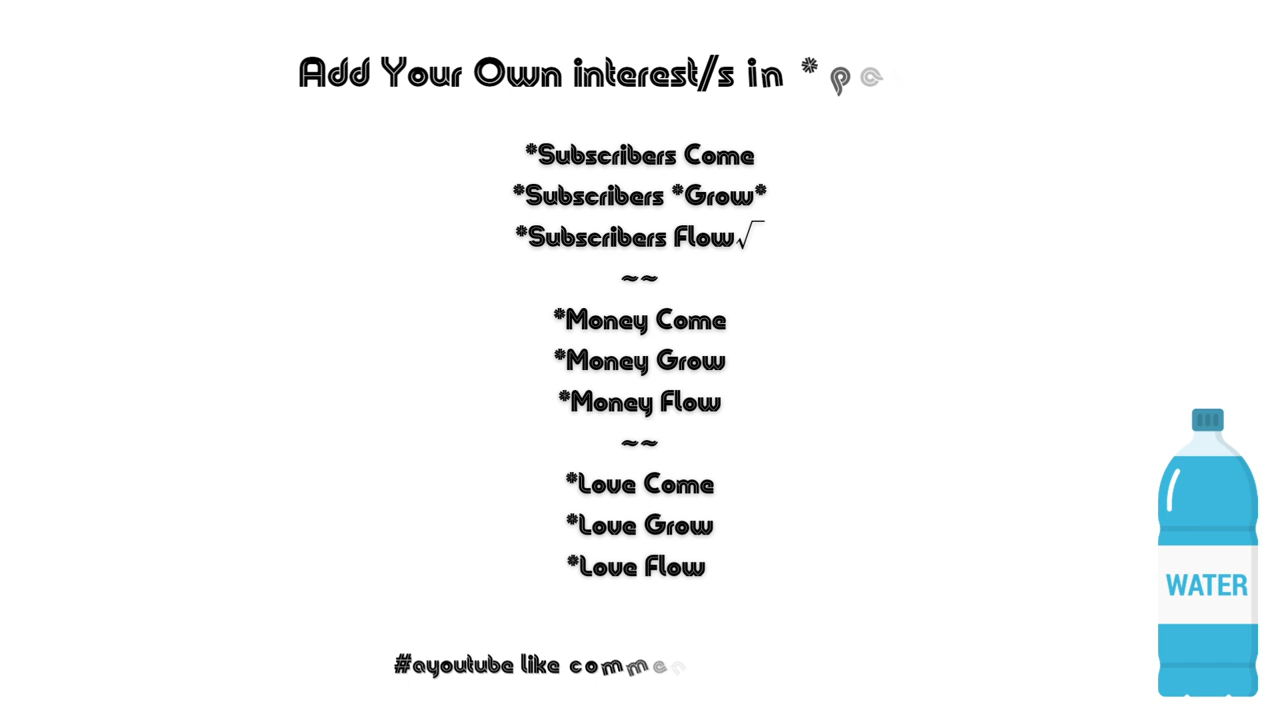 Add Your Own interest/s in *
*Subscribers Come
*Subscribers *Grow*
*Subscribers Flow√
~~
*Money Come
*Money Grow
*Money Flow
~~
*Love Come
*Love Grow
*Love Flow
WATER
#ayoutube like